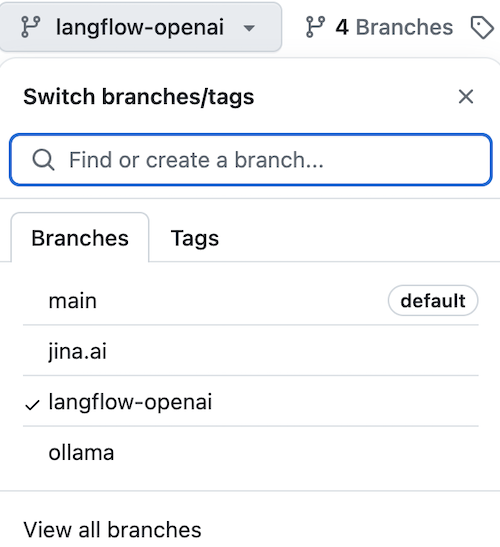 langflow-openai 4 Branches
Switch branches/tags
Find or create a branch...
Branches Tags
main default
jina.ai
langflow-openai
ollama
View all branches